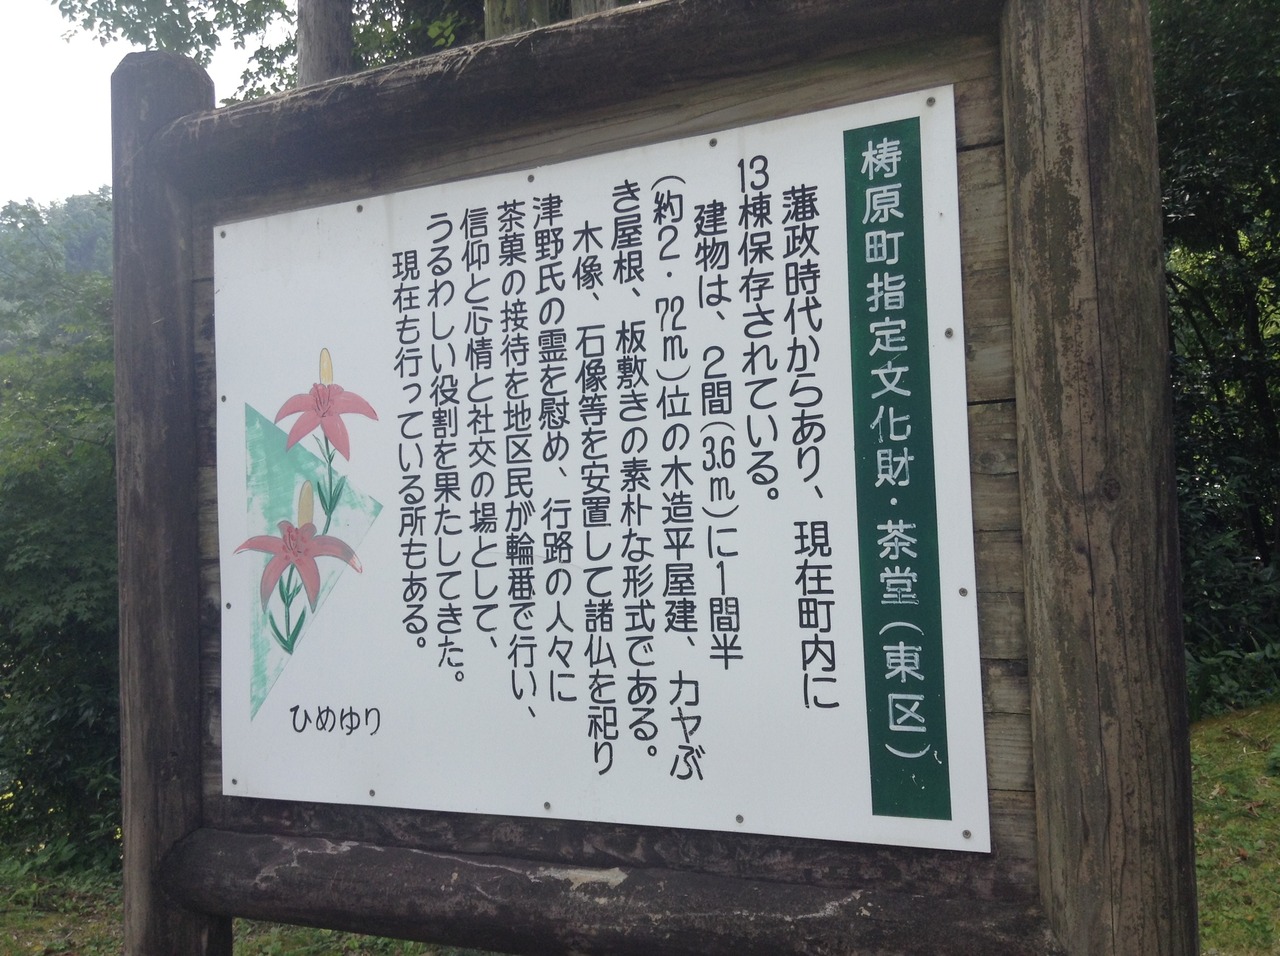 梼原町指定文化財・茶堂(東区)
藩政時代からあり、現在町内に
13棟保存されている。
建物は、2間(3.6m)に1間半
(約2.72m)位の木造平屋建、カヤぶ
き屋根、板敷きの素朴な形式である。
木像、石像等を安置して諸仏を祀り
津野氏の霊を慰め、行路の人々に
茶菓の接待を地区民が輪番で行い、
信仰と心情と社交の場として、
うるわしい役割を果たしてきた。
現在も行っている所もある。
ひめゆり